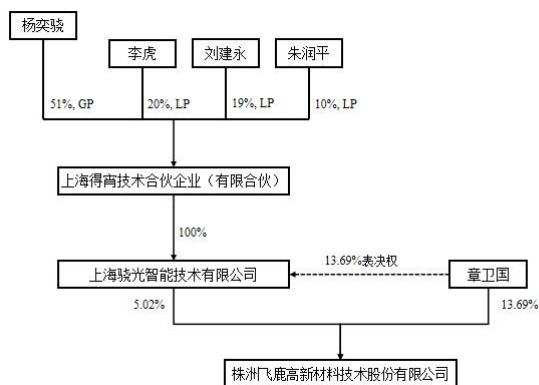 杨奕骁
李虎
刘建永
朱润平
51%, GP
20%, LP
19%, LP
10%, LP
上海得宵技术合伙企业（有限合伙）
100%
13.69%表决权
上海骁光智能技术有限公司
章卫国
5.02%
13.69%
株洲飞鹿高新材料技术股份有限公司